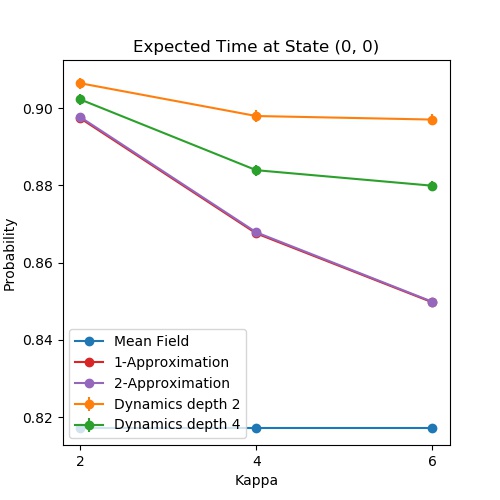 Expected Time at State (0, 0)
0.90
0.88
0.86
0.84
0.82
Probability
Mean Field
1-Approximation
2-Approximation
Dynamics depth 2
Dynamics depth 4
2
4
6
Kappa